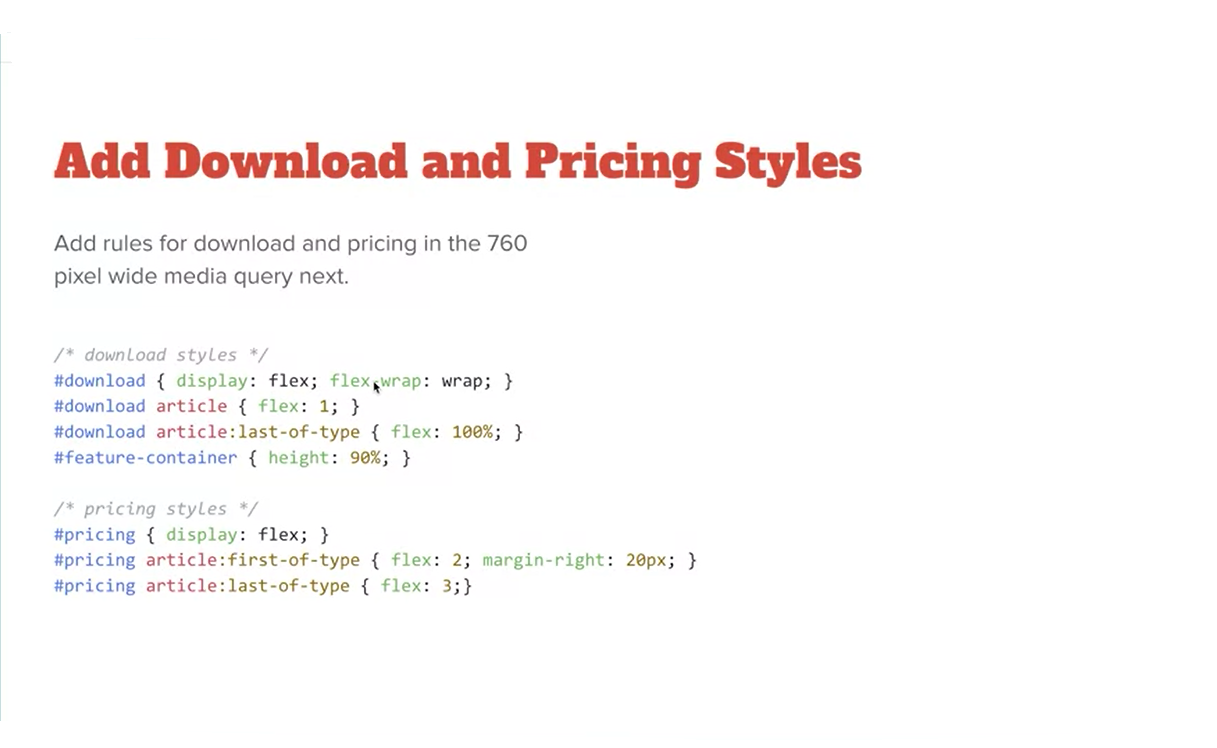 Add Download and Pricing Styles
Add rules for download and pricing in the 760
pixel wide media query next.
/* download styles */
#download { display: flex; flex-wrap: wrap; }
#download article { flex: 1; }
#download article:last-of-type { flex: 100%; }
#feature-container { height: 90%; }
/* pricing styles */
#pricing { display: flex; }
#pricing article:first-of-type { flex: 2; margin-right: 20px; }
#pricing article:last-of-type { flex: 3;}